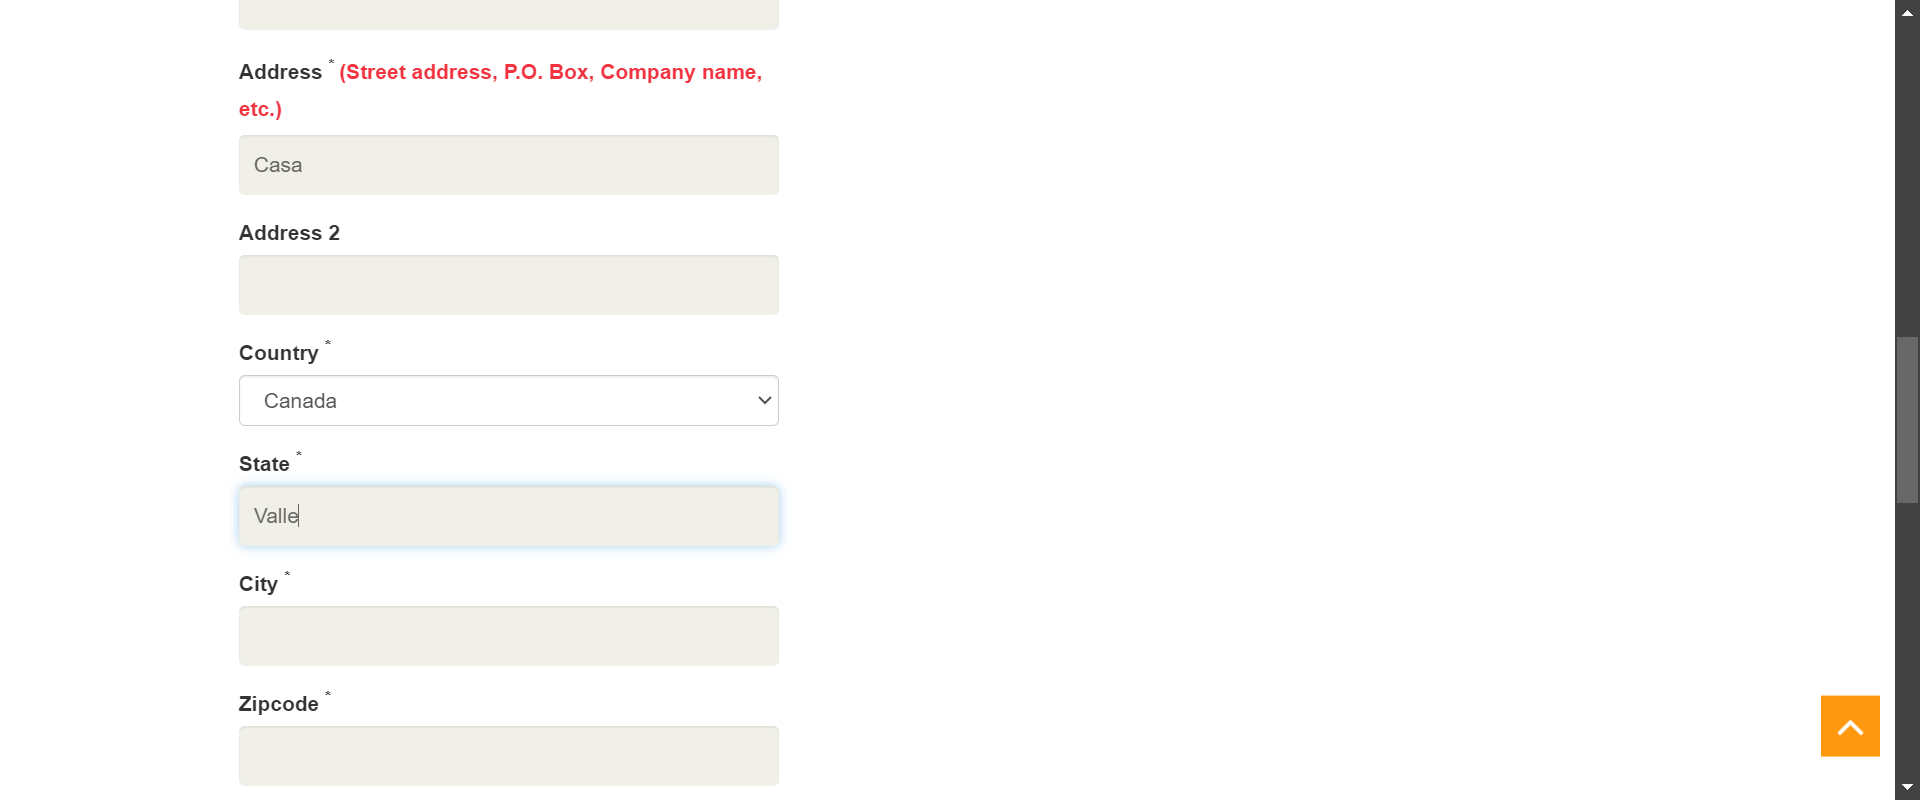 Address * (Street address, P.O. Box, Company name,
etc.)
Casa
Address 2
Country *
Canada
State *
Valle
City *
Zipcode *